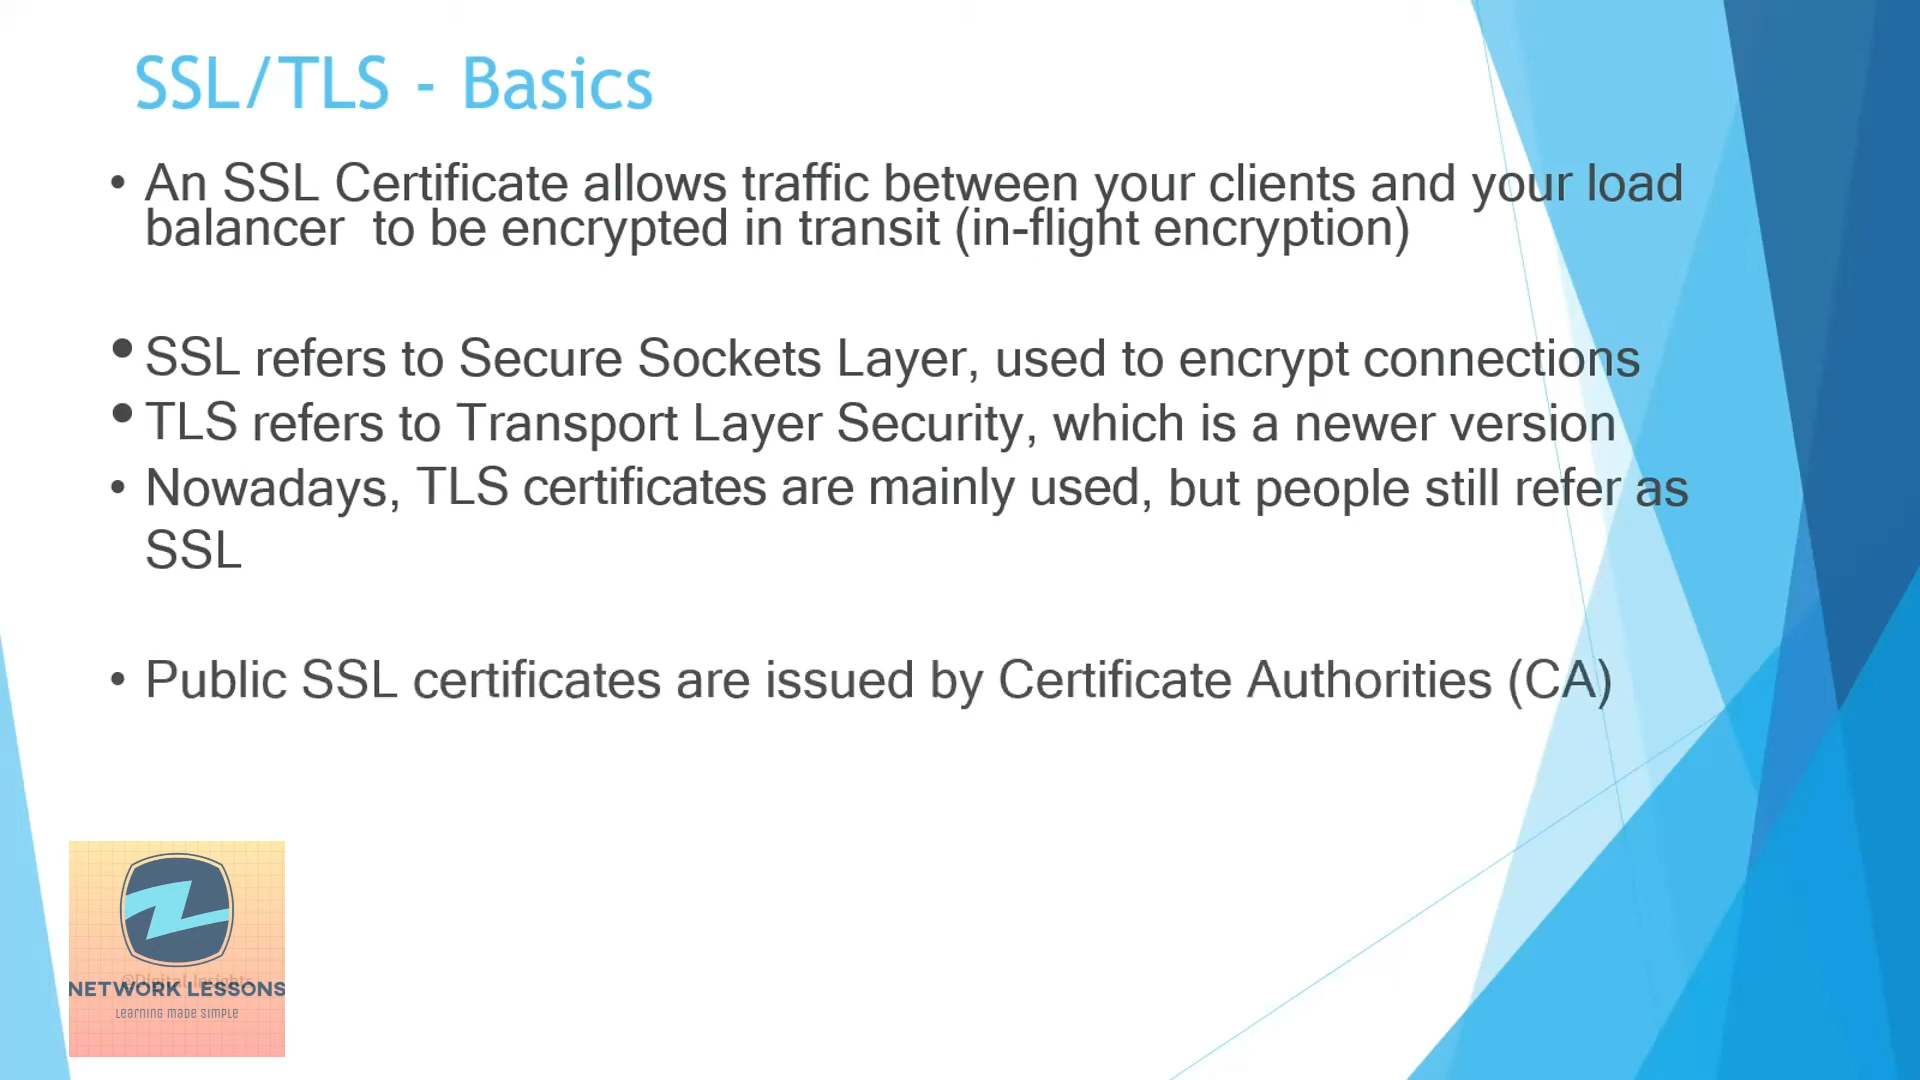 SSL/TLS - Basics
• An SSL Certificate allows traffic between your clients and your load
balancer to be encrypted in transit (in-flight encryption)
• SSL refers to Secure Sockets Layer, used to encrypt connections
• TLS refers to Transport Layer Security, which is a newer version
• Nowadays, TLS certificates are mainly used, but people still refer as
SSL
• Public SSL certificates are issued by Certificate Authorities (CA)
©Digital Insights
NETWORK LESSONS
Learning made simple